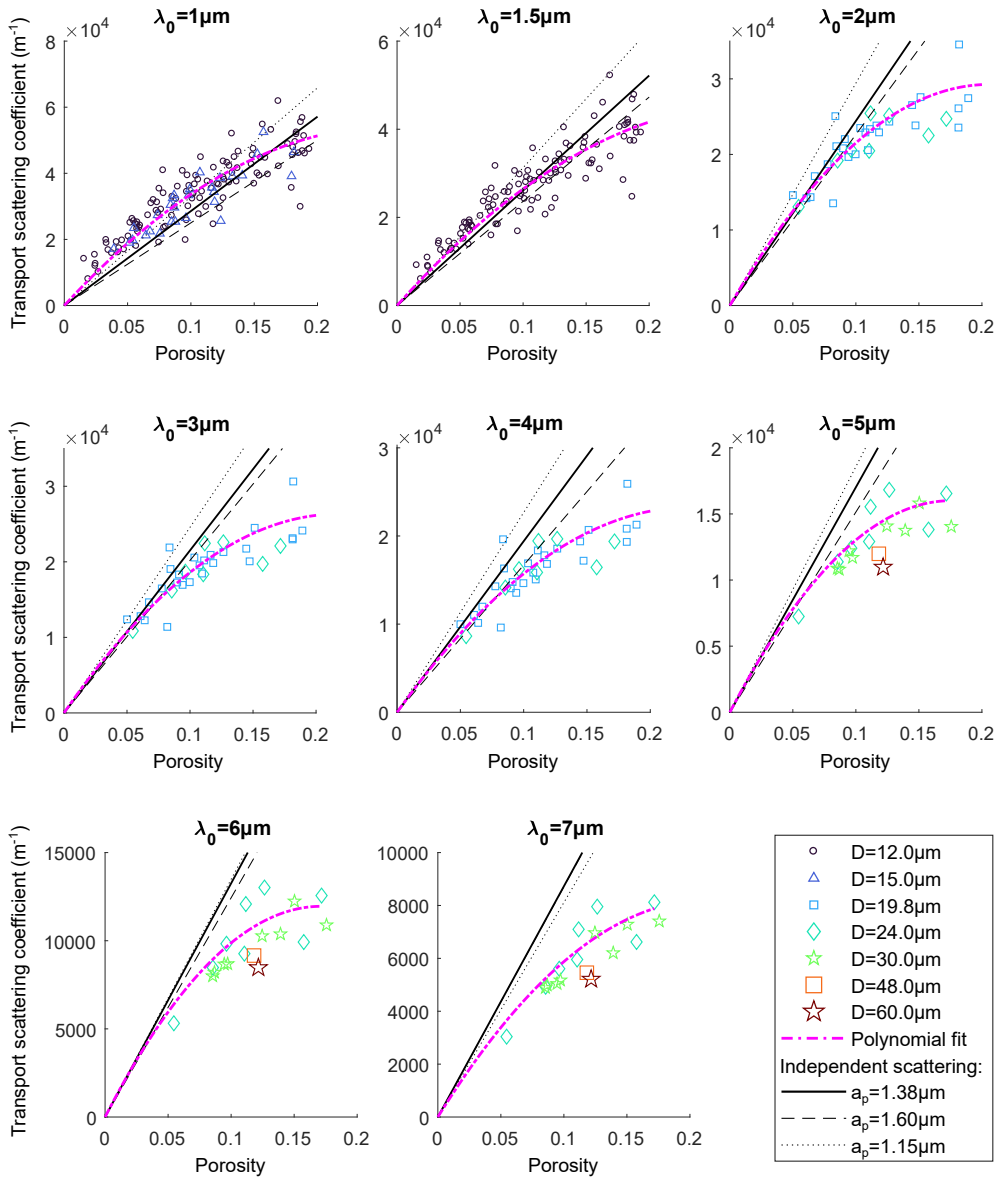 λ0=1μm
λ0=1.5μm
λ0=2μm
×10^4
×10^4
×10^4
Transport scattering coefficient (m-1)
8
6
4
2
0
0 0.05 0.1 0.15 0.2
Porosity
6
4
2
0
0 0.05 0.1 0.15 0.2
Porosity
3
2
1
0
0 0.05 0.1 0.15 0.2
Porosity
λ0=3μm
λ0=4μm
λ0=5μm
×10^4
×10^4
×10^4
Transport scattering coefficient (m-1)
3
2
1
0
0 0.05 0.1 0.15 0.2
Porosity
3
2
1
0
0 0.05 0.1 0.15 0.2
Porosity
2
1.5
1
0.5
0
0 0.05 0.1 0.15 0.2
Porosity
λ0=6μm
λ0=7μm
Transport scattering coefficient (m-1)
15000
10000
5000
0
0 0.05 0.1 0.15 0.2
Porosity
10000
8000
6000
4000
2000
0
0 0.05 0.1 0.15 0.2
Porosity
D=12.0μm
D=15.0μm
D=19.8μm
D=24.0μm
D=30.0μm
D=48.0μm
D=60.0μm
Polynomial fit
Independent scattering:
ap=1.38μm
ap=1.60μm
ap=1.15μm